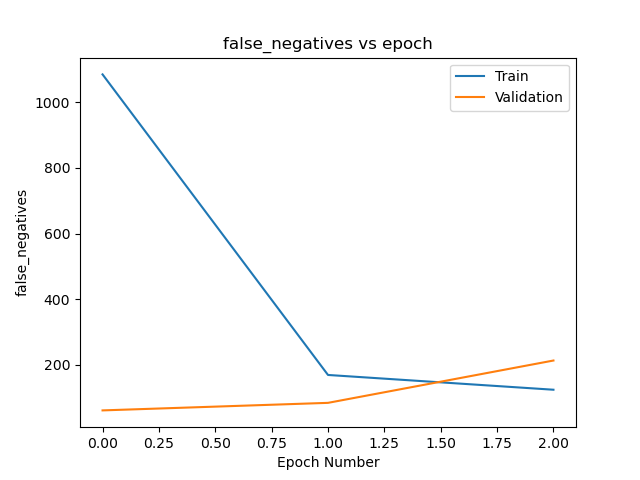 false_negatives vs epoch
Train
Validation
false_negatives
1000
800
600
400
200
0.00 0.25 0.50 0.75 1.00 1.25 1.50 1.75 2.00
Epoch Number